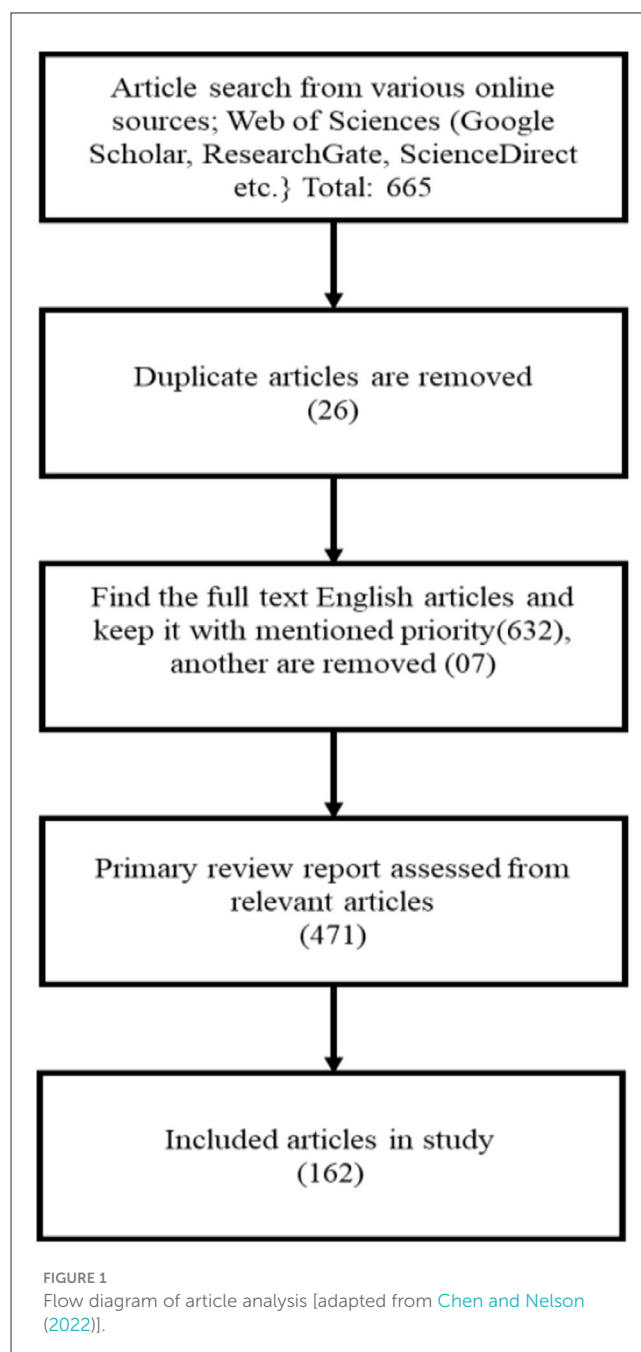 Article search from various online
sources; Web of Sciences (Google
Scholar, ResearchGate, ScienceDirect
etc.} Total: 665
Duplicate articles are removed
(26)
Find the full text English articles and
keep it with mentioned priority(632),
another are removed (07)
Primary review report assessed from
relevant articles
(471)
Included articles in study
(162)
FIGURE 1
Flow diagram of article analysis [adapted from Chen and Nelson
(2022)].